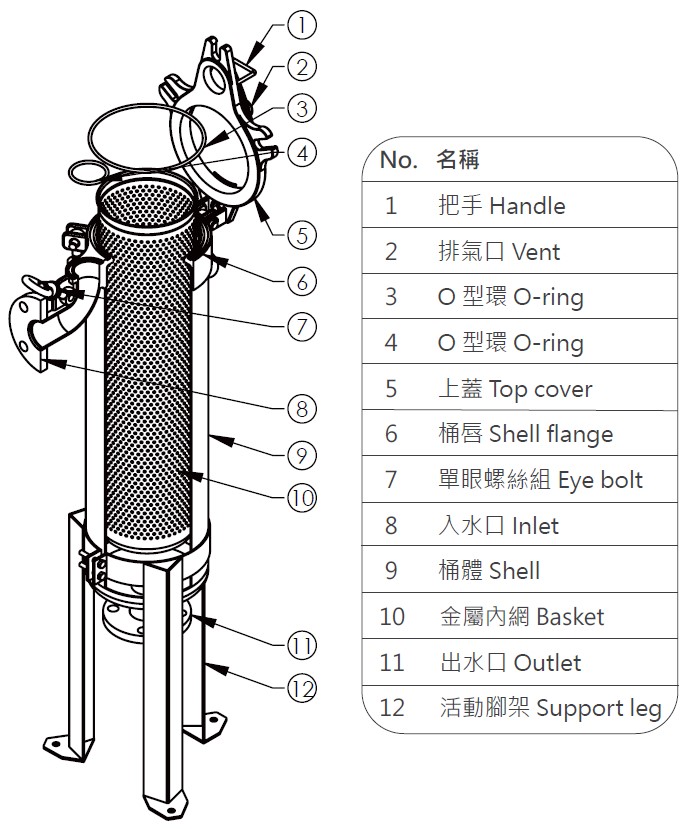 1
2
3
4
5
6
7
8
9
10
11
12
No. 名稱
1 把手 Handle
2 排氣口 Vent
3 O 型環 O-ring
4 O 型環 O-ring
5 上蓋 Top cover
6 桶唇 Shell flange
7 單眼螺絲組 Eye bolt
8 入水口 Inlet
9 桶體 Shell
10 金屬內網 Basket
11 出水口 Outlet
12 活動腳架 Support leg